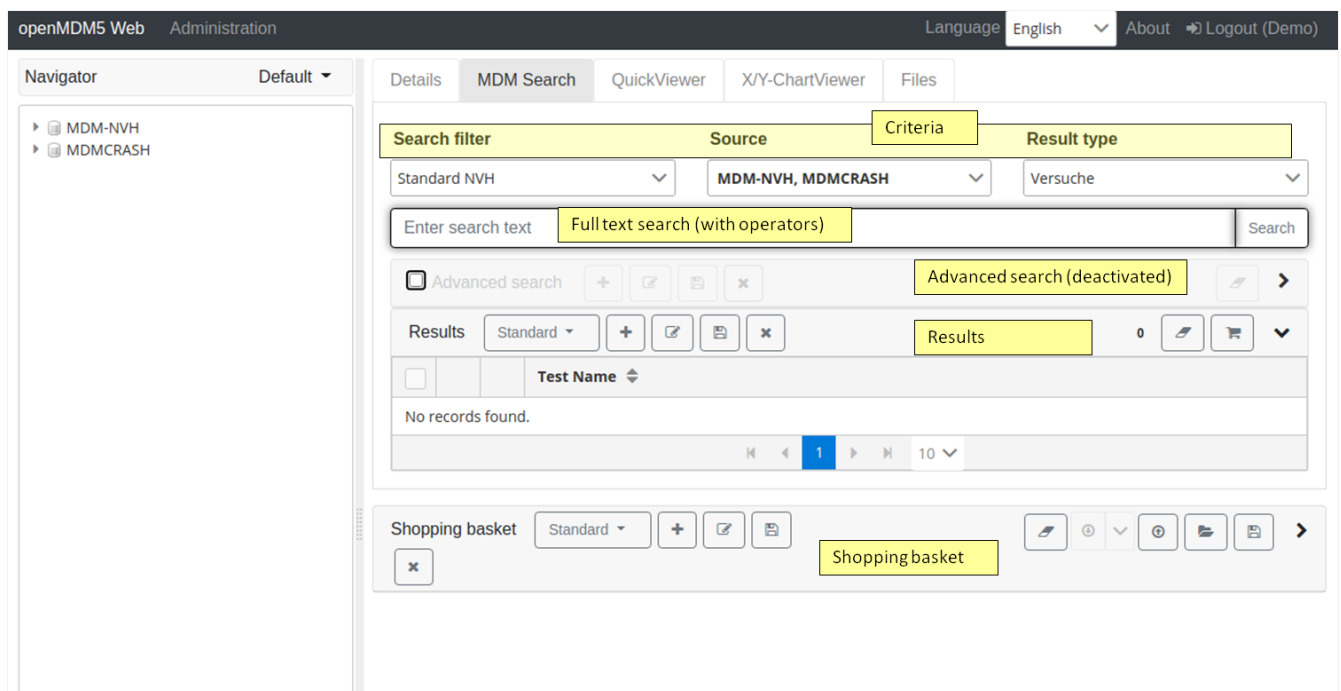 openMDM5 Web Administration Language English About Logout (Demo)
Navigator Default
MDM-NVH
MDMCRASH
Details MDM Search QuickViewer X/Y-ChartViewer Files
Criteria
Search filter Source Result type
Standard NVH MDM-NVH, MDMCRASH Versuche
Enter search text Full text search (with operators) Search
Advanced search Advanced search (deactivated)
Results Standard Results 0
Test Name
No records found.
1 10
Shopping basket Standard
Shopping basket